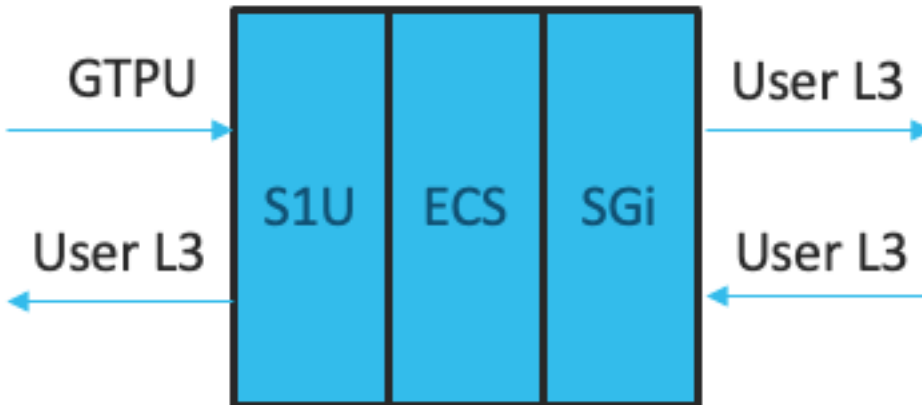 GTPU
User L3
S1U
ECS
SGi
User L3
User L3